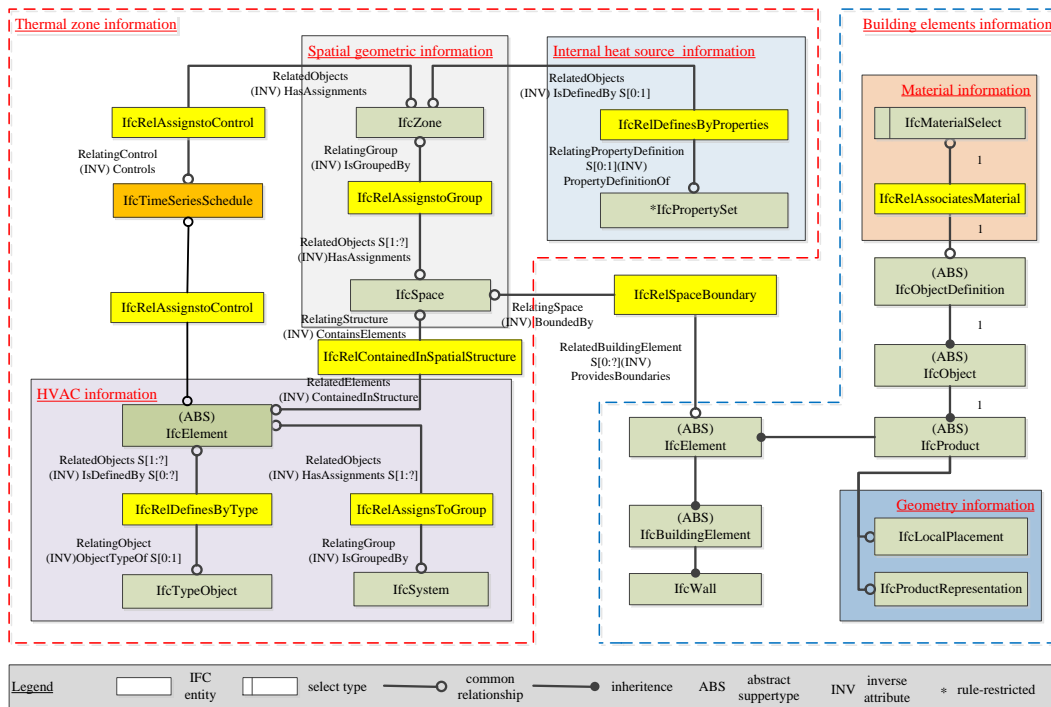 Thermal zone information
Building elements information
Spatial geometric information
Internal heat source  information
RelatedObjects
(INV) HasAssignments
RelatedObjects
(INV) IsDefinedBy S[0:1]
Material information
IfcRelAssignstoControl
IfcZone
IfcRelDefinesByProperties
IfcMaterialSelect
RelatingControl
(INV) Controls
RelatingGroup
(INV) IsGroupedBy
RelatingPropertyDefinition
S[0:1](INV)
PropertyDefinitionOf
1
IfcTimeSeriesSchedule
IfcRelAssignstoGroup
*IfcPropertySet
IfcRelAssociatesMaterial
RelatedObjects S[1:?]
(INV)HasAssignments
1
(ABS)
IfcObjectDefinition
IfcSpace
IfcRelSpaceBoundary
IfcRelAssignstoControl
RelatingSpace
(INV) BoundedBy
RelatingStructure
(INV) ContainsElements
1
IfcRelContainedInSpatialStructure
RelatedBuildingElement
S[0:?](INV)
ProvidesBoundaries
(ABS)
IfcObject
HVAC information
RelatedElements
(INV) ContainedInStructure
1
(ABS)
IfcElement
(ABS)
IfcElement
(ABS)
IfcProduct
RelatedObjects S[1:?]
(INV) IsDefinedBy S[0:?]
RelatedObjects
(INV) HasAssignments S[1:?]
Geometry information
IfcRelDefinesByType
IfcRelAssignsToGroup
(ABS)
IfcBuildingElement
IfcLocalPlacement
RelatingObject
(INV)ObjectTypeOf S[0:1]
RelatingGroup
(INV) IsGroupedBy
IfcTypeObject
IfcSystem
IfcWall
IfcProductRepresentation
Legend
IFC
entity
select type
common
relationship
inheritence
ABS
abstract
suppertype
INV
inverse
attribute
* rule-restricted